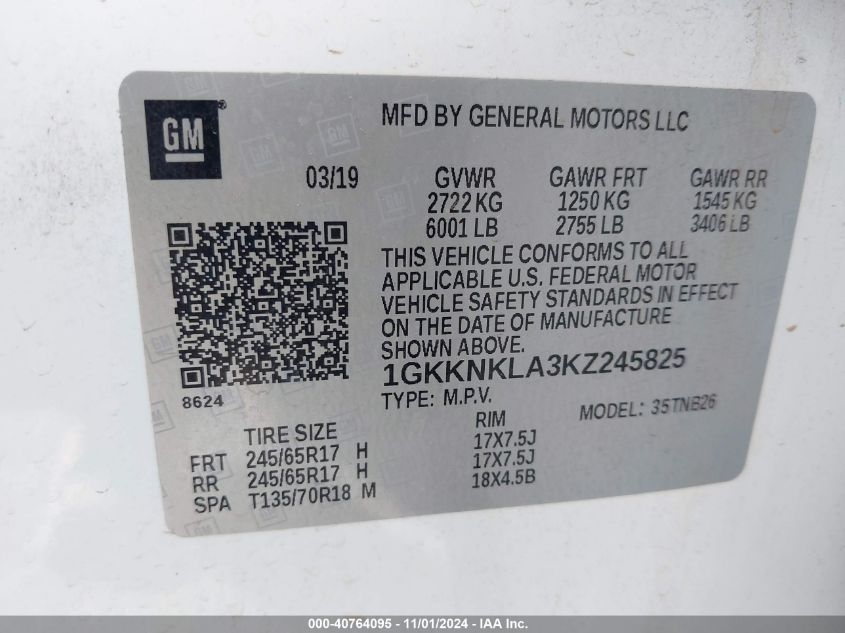 GM
®
MFD BY GENERAL MOTORS LLC
03/19 GVWR GAWR FRT GAWR RR
2722 KG 1250 KG 1545 KG
6001 LB 2755 LB 3406 LB
THIS VEHICLE CONFORMS TO ALL
APPLICABLE U.S. FEDERAL MOTOR
VEHICLE SAFETY STANDARDS IN EFFECT
ON THE DATE OF MANUFACTURE
SHOWN ABOVE.
1GKKNKLA3KZ245825
8624
TYPE: M.P.V. MODEL: 35TNB26
TIRE SIZE RIM
FRT 245/65R17 H 17X7.5J
RR 245/65R17 H 17X7.5J
SPA T135/70R18 M 18X4.5B
000-40764095 - 11/01/2024 - IAA Inc.